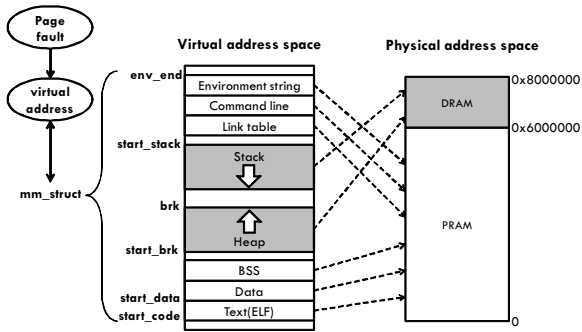 Page
fault
virtual
address
mm_struct
Virtual address space
env_end
Environment string
Command line
Link table
start_stack
Stack
brk
Heap
start_brk
BSS
Data
start_data
Text(ELF)
start_code
Physical address space
0x8000000
DRAM
0x6000000
PRAM
0